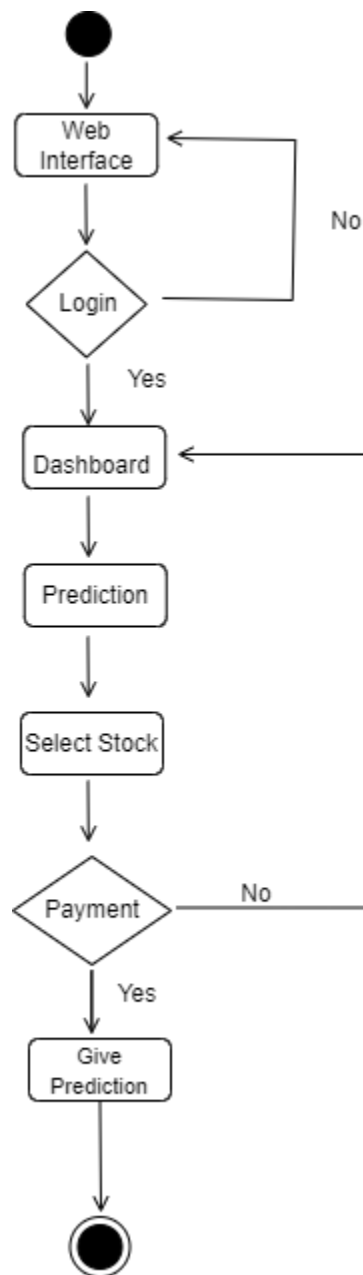 Web
Interface
No
Login
Yes
Dashboard
Prediction
Select Stock
Payment
No
Yes
Give
Prediction